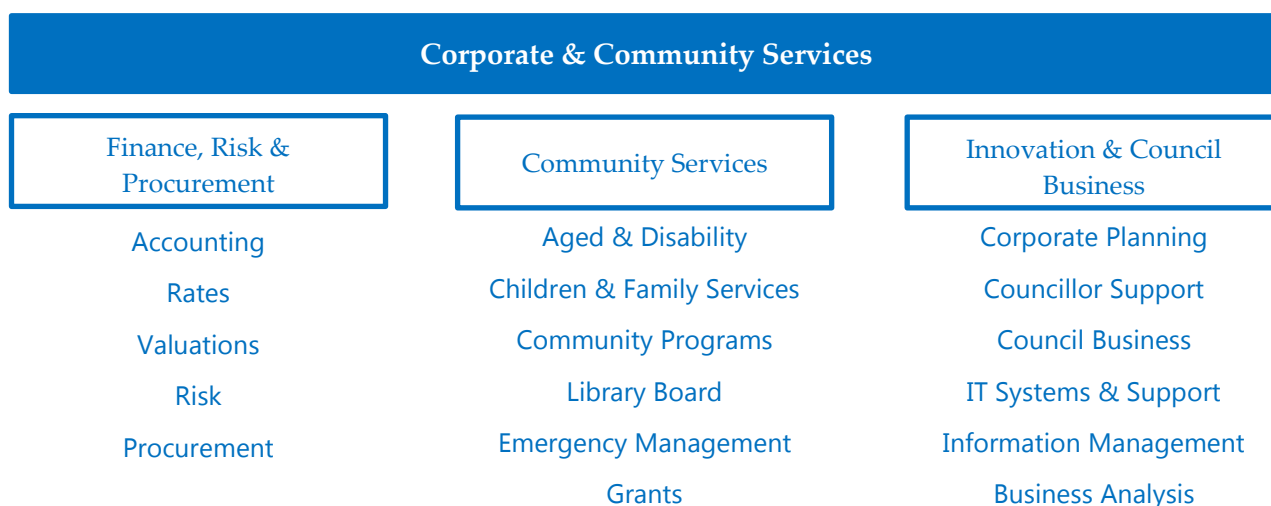 Corporate & Community Services
Finance, Risk &
Procurement
Accounting
Rates
Valuations
Risk
Procurement
Community Services
Aged & Disability
Children & Family Services
Community Programs
Library Board
Emergency Management
Grants
Innovation & Council
Business
Corporate Planning
Councillor Support
Council Business
IT Systems & Support
Information Management
Business Analysis